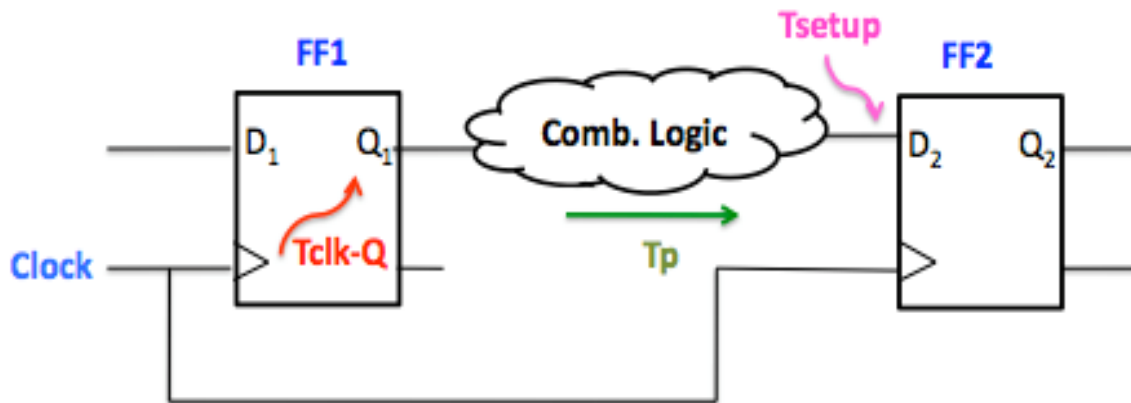 Tsetup
FF1
FF2
Comb. Logic
D1
Q1
D2
Q2
Clock
Tclk-Q
Tp